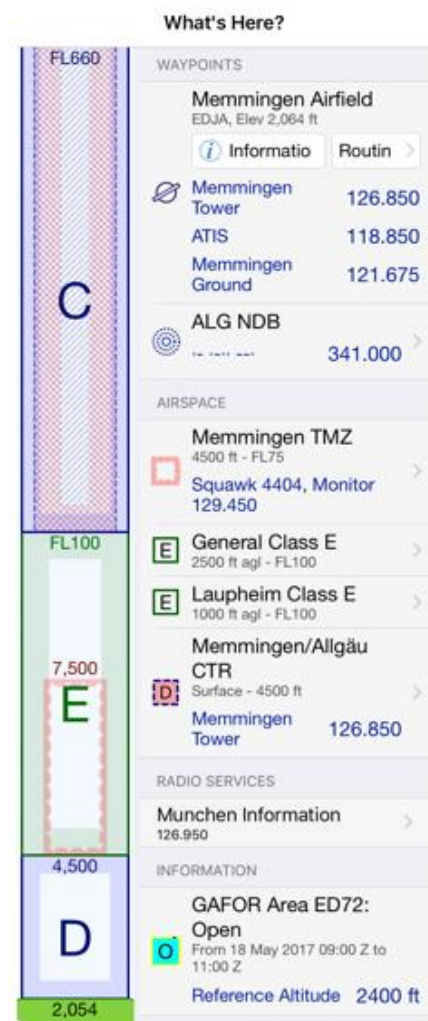 What's Here?
FL660
C
FL100
7,500
E
4,500
D
2,054
WAYPOINTS
Memmingen Airfield
EDJA, Elev 2,064 ft
i Informatio Routin
Memmingen
Tower 126.850
ATIS 118.850
Memmingen
Ground 121.675
ALG NDB
341.000
AIRSPACE
Memmingen TMZ
4500 ft - FL75
Squawk 4404, Monitor
129.450
E General Class E
2500 ft agl - FL100
E Laupheim Class E
1000 ft agl - FL100
Memmingen/Allgäu
CTR
D Surface - 4500 ft
Memmingen
Tower 126.850
RADIO SERVICES
Munchen Information
126.950
INFORMATION
GAFOR Area ED72:
Open
O From 18 May 2017 09:00 Z to
11:00 Z
Reference Altitude 2400 ft